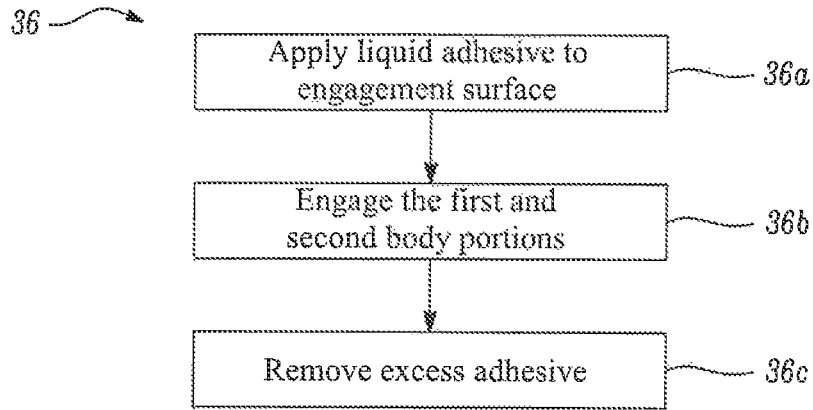 36
Apply liquid adhesive to
engagement surface
36a
Engage the first and
second body portions
36b
Remove excess adhesive
36c